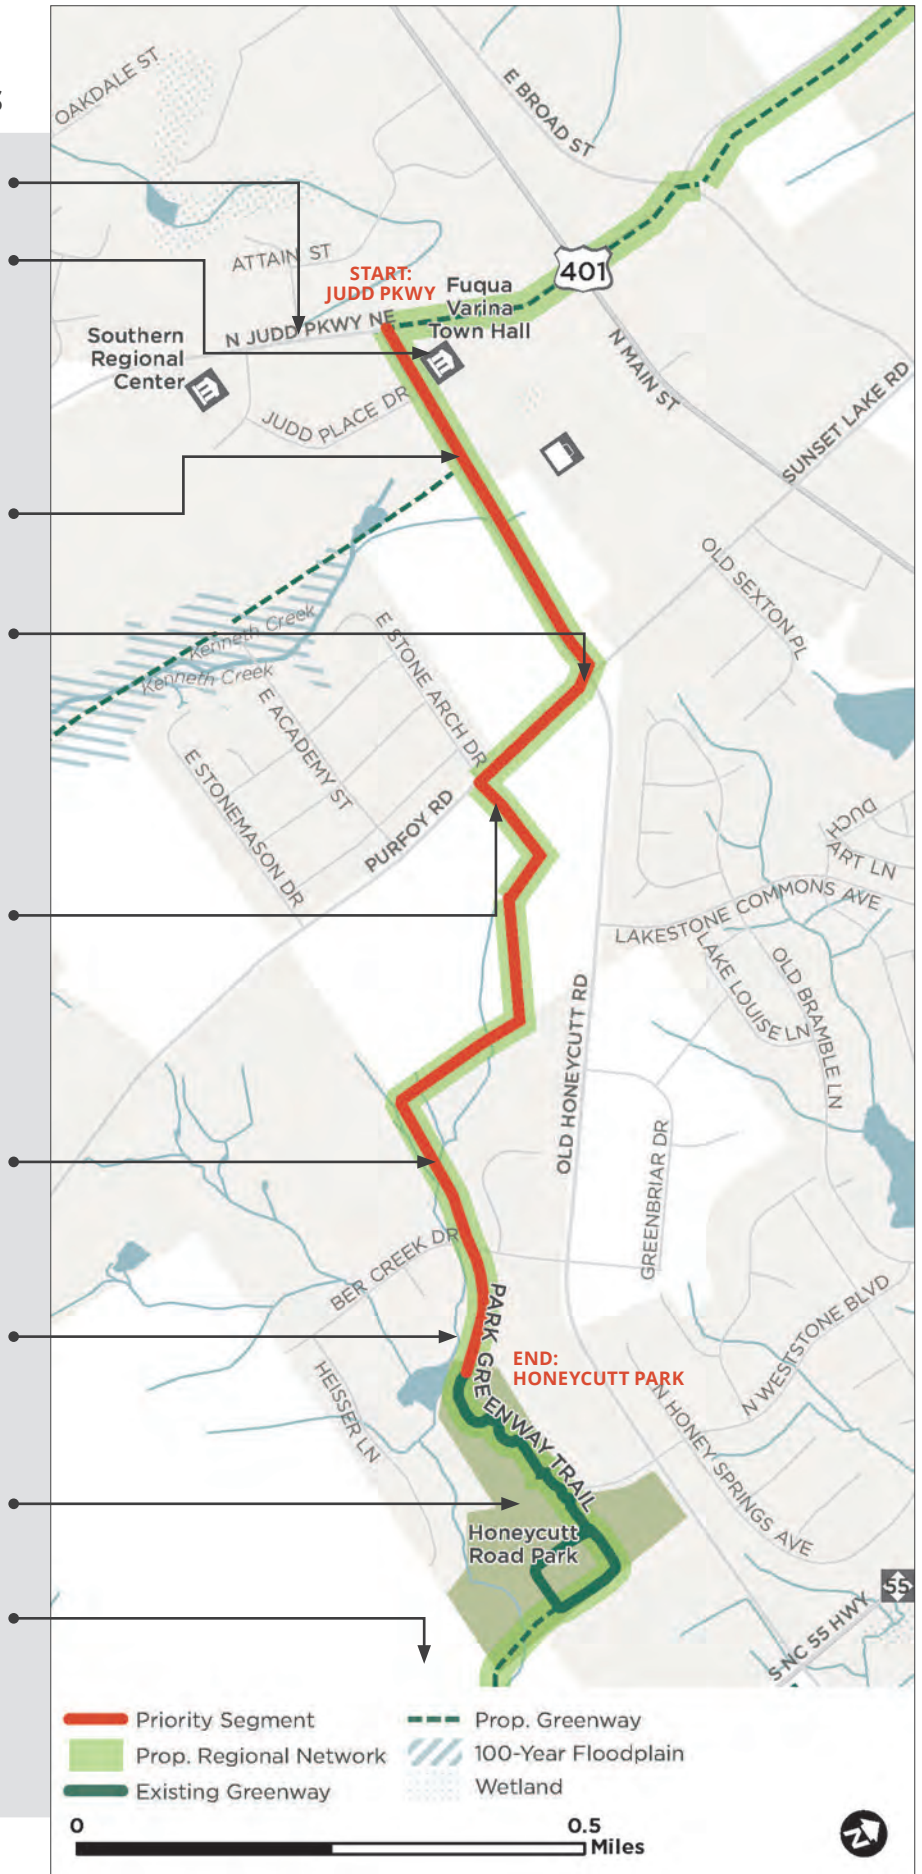 S
OAKDALE ST
E BROAD ST
ATTAIN ST
401
START:
JUDD PKWY
Fuqua
Varina
Town Hall
N JUDD PKWY NE
Southern
Regional
Center
N MAIN ST
JUDD PLACE DR
SUNSET LAKE RD
OLD SEXTON PL
Kenneth Creek
Kenneth Creek
E STONE ARCH DR
E ACADEMY ST
E STONEMASON DR
PURFOY RD
DUCH
ART LN
LAKESTONE COMMONS AVE
LAKE LOUISE LN
OLD BRAMBLE LN
OLD HONEYCUTT RD
GREENBRIAR DR
BER CREEK DR
PARK GREENWAY TRAIL
END:
HONEYCUTT PARK
N WESTSTONE BLVD
HEISSER LN
N HONEY SPRINGS AVE
Honeycutt
Road Park
55
S NC 55 HWY
Priority Segment
Prop. Regional Network
Existing Greenway
Prop. Greenway
100-Year Floodplain
Wetland
0 0.5
Miles
N